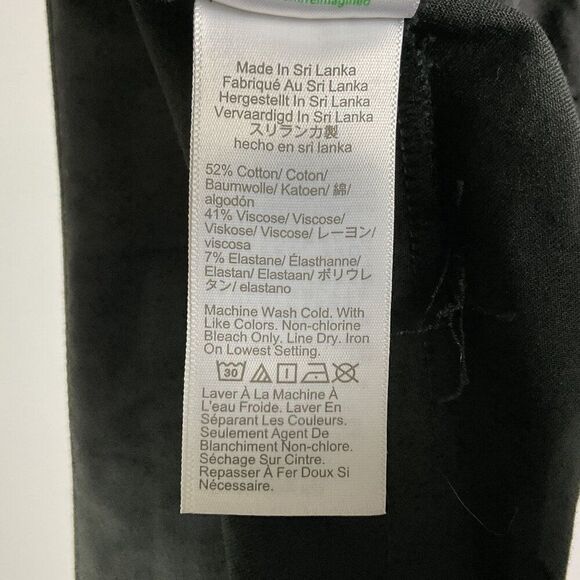 Made In Sri Lanka
Fabriqué Au Sri Lanka
Hergestellt In Sri Lanka
Vervaardigd In Sri Lanka
スリランカ製
hecho en sri lanka
52% Cotton/ Coton/
Baumwolle/ Katoen/ 綿/
algodón
41% Viscose/ Viscose/
Viskose/ Viscose/ レーヨン/
viscosa
7% Elastane/ Élasthanne/
Elastan/ Elastaan/ ポリウレ
タン/ elastano
Machine Wash Cold. With
Like Colors. Non-chlorine
Bleach Only. Line Dry. Iron
On Lowest Setting.
30
Laver À La Machine À
L'eau Froide. Laver En
Séparant Les Couleurs.
Seulement Agent De
Blanchiment Non-chlore.
Séchage Sur Cintre.
Repasser À Fer Doux Si
Nécessaire.